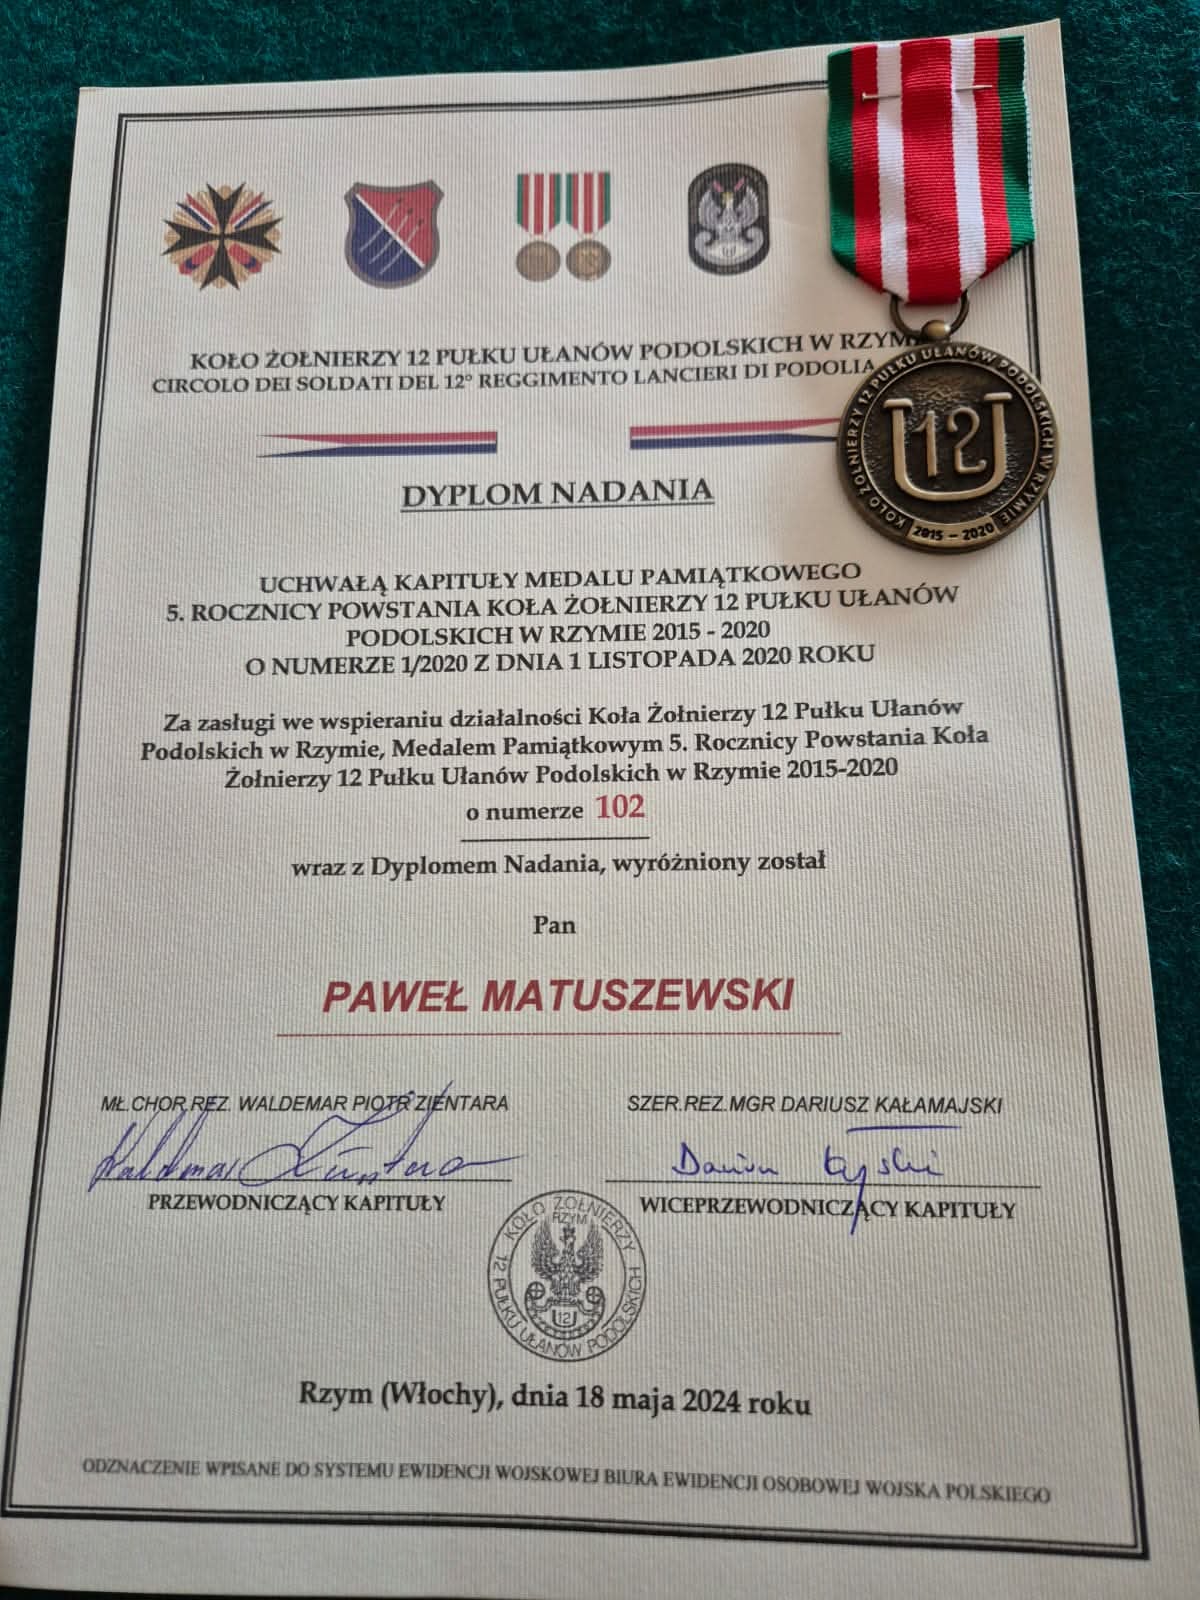 KOŁO ŻOŁNIERZY 12 PUŁKU UŁANÓW PODOLSKICH W RZYM
CIRCOLO DEI SOLDATI DEL 12° REGGIMENTO LANCIERI DI PODOLIA
KOŁO ŻOŁNIERZY 12 PUŁKU UŁANÓW PODOLSKICH W RZYMIE
U12
2015 - 2020
DYPLOM NADANIA
UCHWAŁĄ KAPITUŁY MEDALU PAMIĄTKOWEGO
5. ROCZNICY POWSTANIA KOŁA ŻOŁNIERZY 12 PUŁKU UŁANÓW
PODOLSKICH W RZYMIE 2015 - 2020
O NUMERZE 1/2020 Z DNIA 1 LISTOPADA 2020 ROKU
Za zasługi we wspieraniu działalności Koła Żołnierzy 12 Pułku Ułanów
Podolskich w Rzymie, Medalem Pamiątkowym 5. Rocznicy Powstania Koła
Żołnierzy 12 Pułku Ułanów Podolskich w Rzymie 2015-2020
o numerze 102
wraz z Dyplomem Nadania, wyróżniony został
Pan
PAWEŁ MATUSZEWSKI
MŁ.CHOR.REZ. WALDEMAR PIOTR ZIENTARA
SZER.REZ.MGR DARIUSZ KAŁAMAJSKI
Waldemar Zientara
PRZEWODNICZĄCY KAPITUŁY
WICEPRZEWODNICZĄCY KAPITUŁY
KOŁO ŻOŁNIERZY
RZYM
12
12 PUŁKU UŁANÓW PODOLSKICH
Rzym (Włochy), dnia 18 maja 2024 roku
ODZNACZENIE WPISANE DO SYSTEMU EWIDENCJI WOJSKOWEJ BIURA EWIDENCJI OSOBOWEJ WOJSKA POLSKIEGO